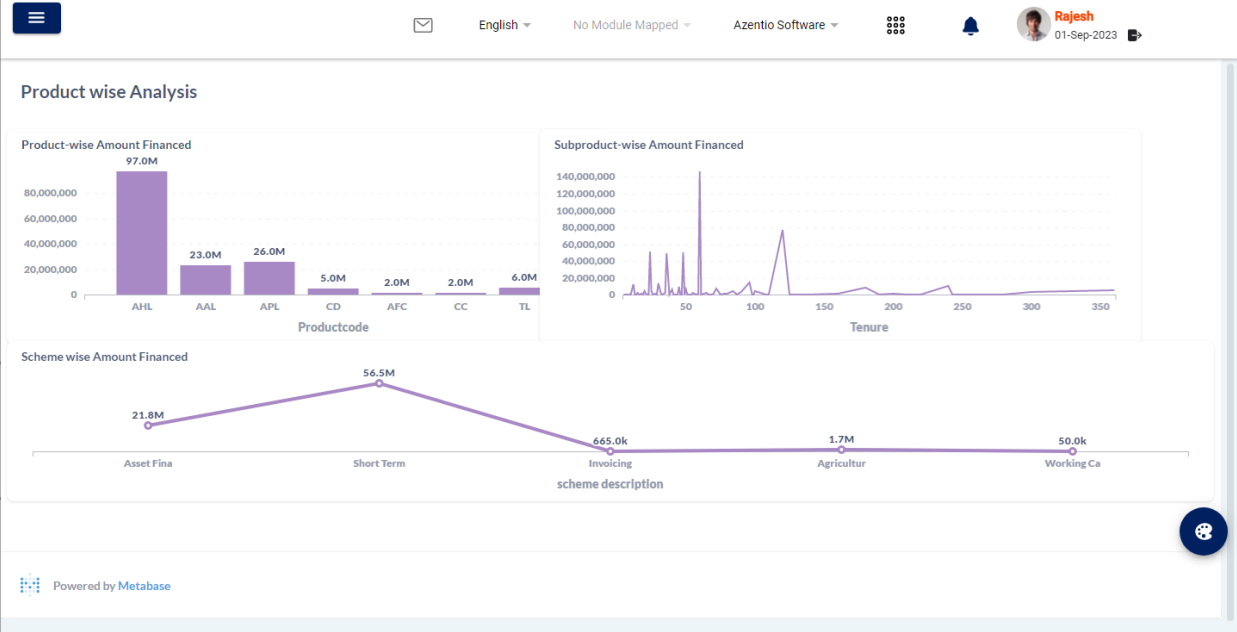 English
No Module Mapped
Azentio Software
Rajesh
01-Sep-2023
Product wise Analysis
Product-wise Amount Financed
97.0M
80,000,000
60,000,000
40,000,000
20,000,000
0
23.0M
26.0M
5.0M
2.0M
2.0M
6.0M
AHL AAL APL CD AFC CC TL
Productcode
Subproduct-wise Amount Financed
140,000,000
120,000,000
100,000,000
80,000,000
60,000,000
40,000,000
20,000,000
0
50 100 150 200 250 300 350
Tenure
Scheme wise Amount Financed
21.8M
56.5M
665.0k
1.7M
50.0k
Asset Fina Short Term Invoicing Agricultur Working Ca
scheme description
Powered by Metabase